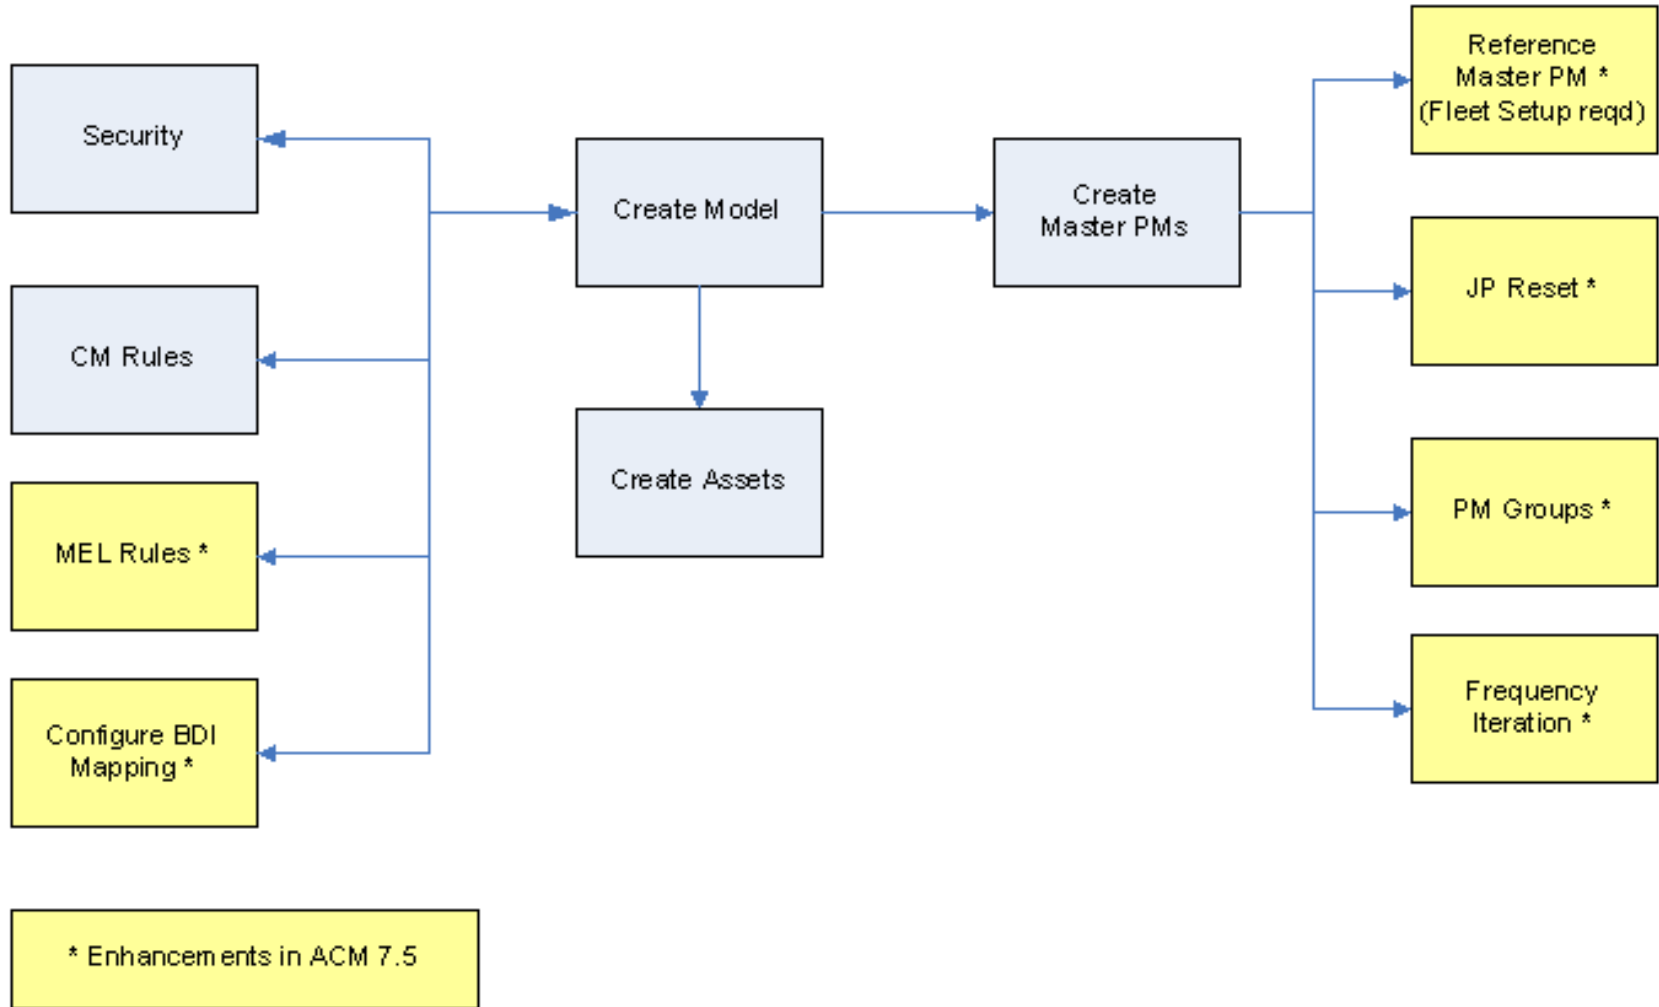 Reference
Master PM *
(Fleet Setup reqd)
Security
Create Model
Create
Master PMs
JP Reset *
CM Rules
Create Assets
PM Groups *
MEL Rules *
Frequency
Iteration *
Configure BDI
Mapping *
* Enhancements in ACM 7.5